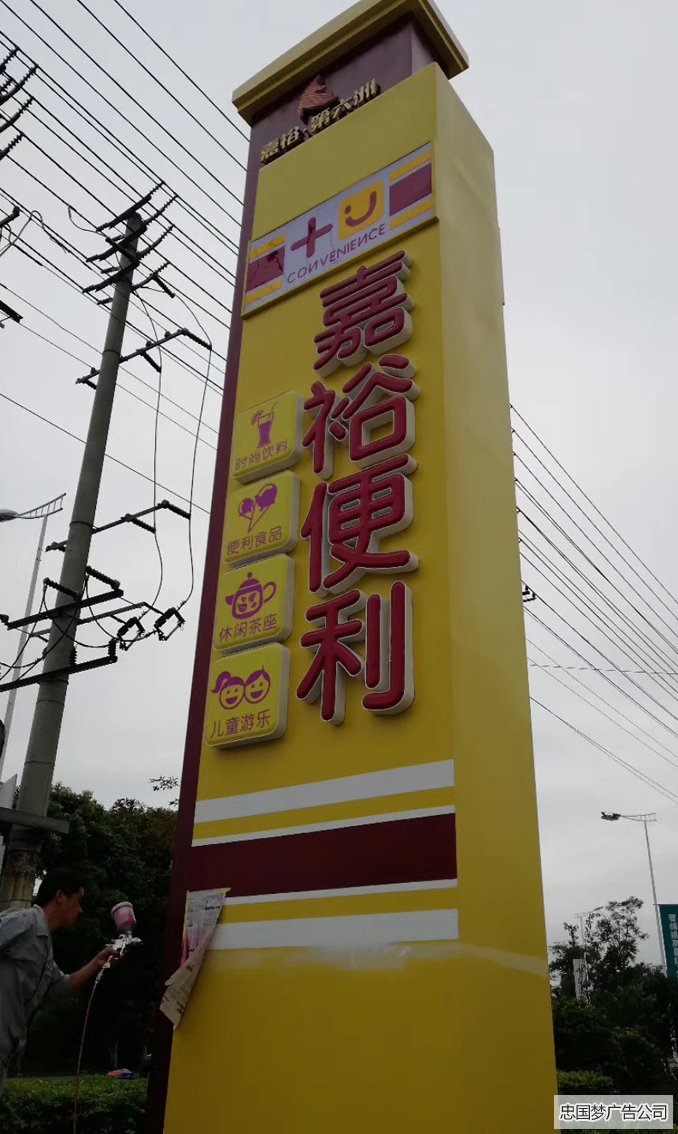 嘉裕·第六洲
CONVENIENCE
嘉裕便利
时尚饮料
便利食品
休闲茶座
儿童游乐
忠国梦广告公司